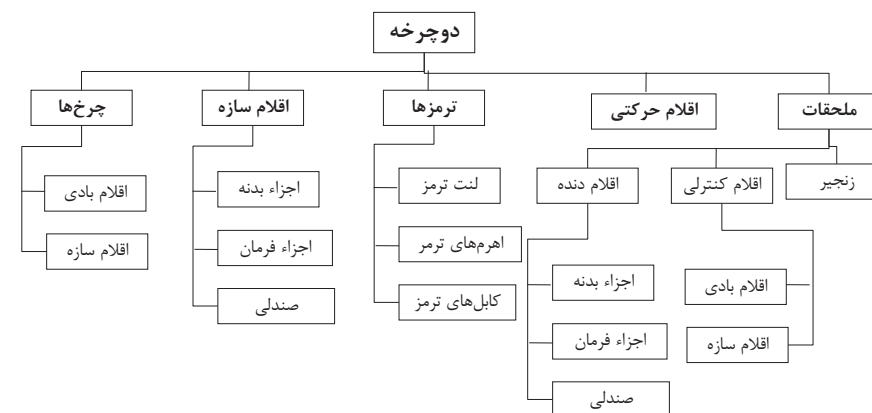 دوچرخه
ملحقات
اقلام حرکتی
ترمزها
اقلام سازه
چرخ‌ها
زنجیر
اقلام کنترلی
اقلام دنده
اقلام بادی
اقلام سازه
اجزاء بدنه
اجزاء فرمان
صندلی
لنت ترمز
اهرم‌های ترمر
کابل‌های ترمز
اجزاء بدنه
اجزاء فرمان
صندلی
اقلام بادی
اقلام سازه